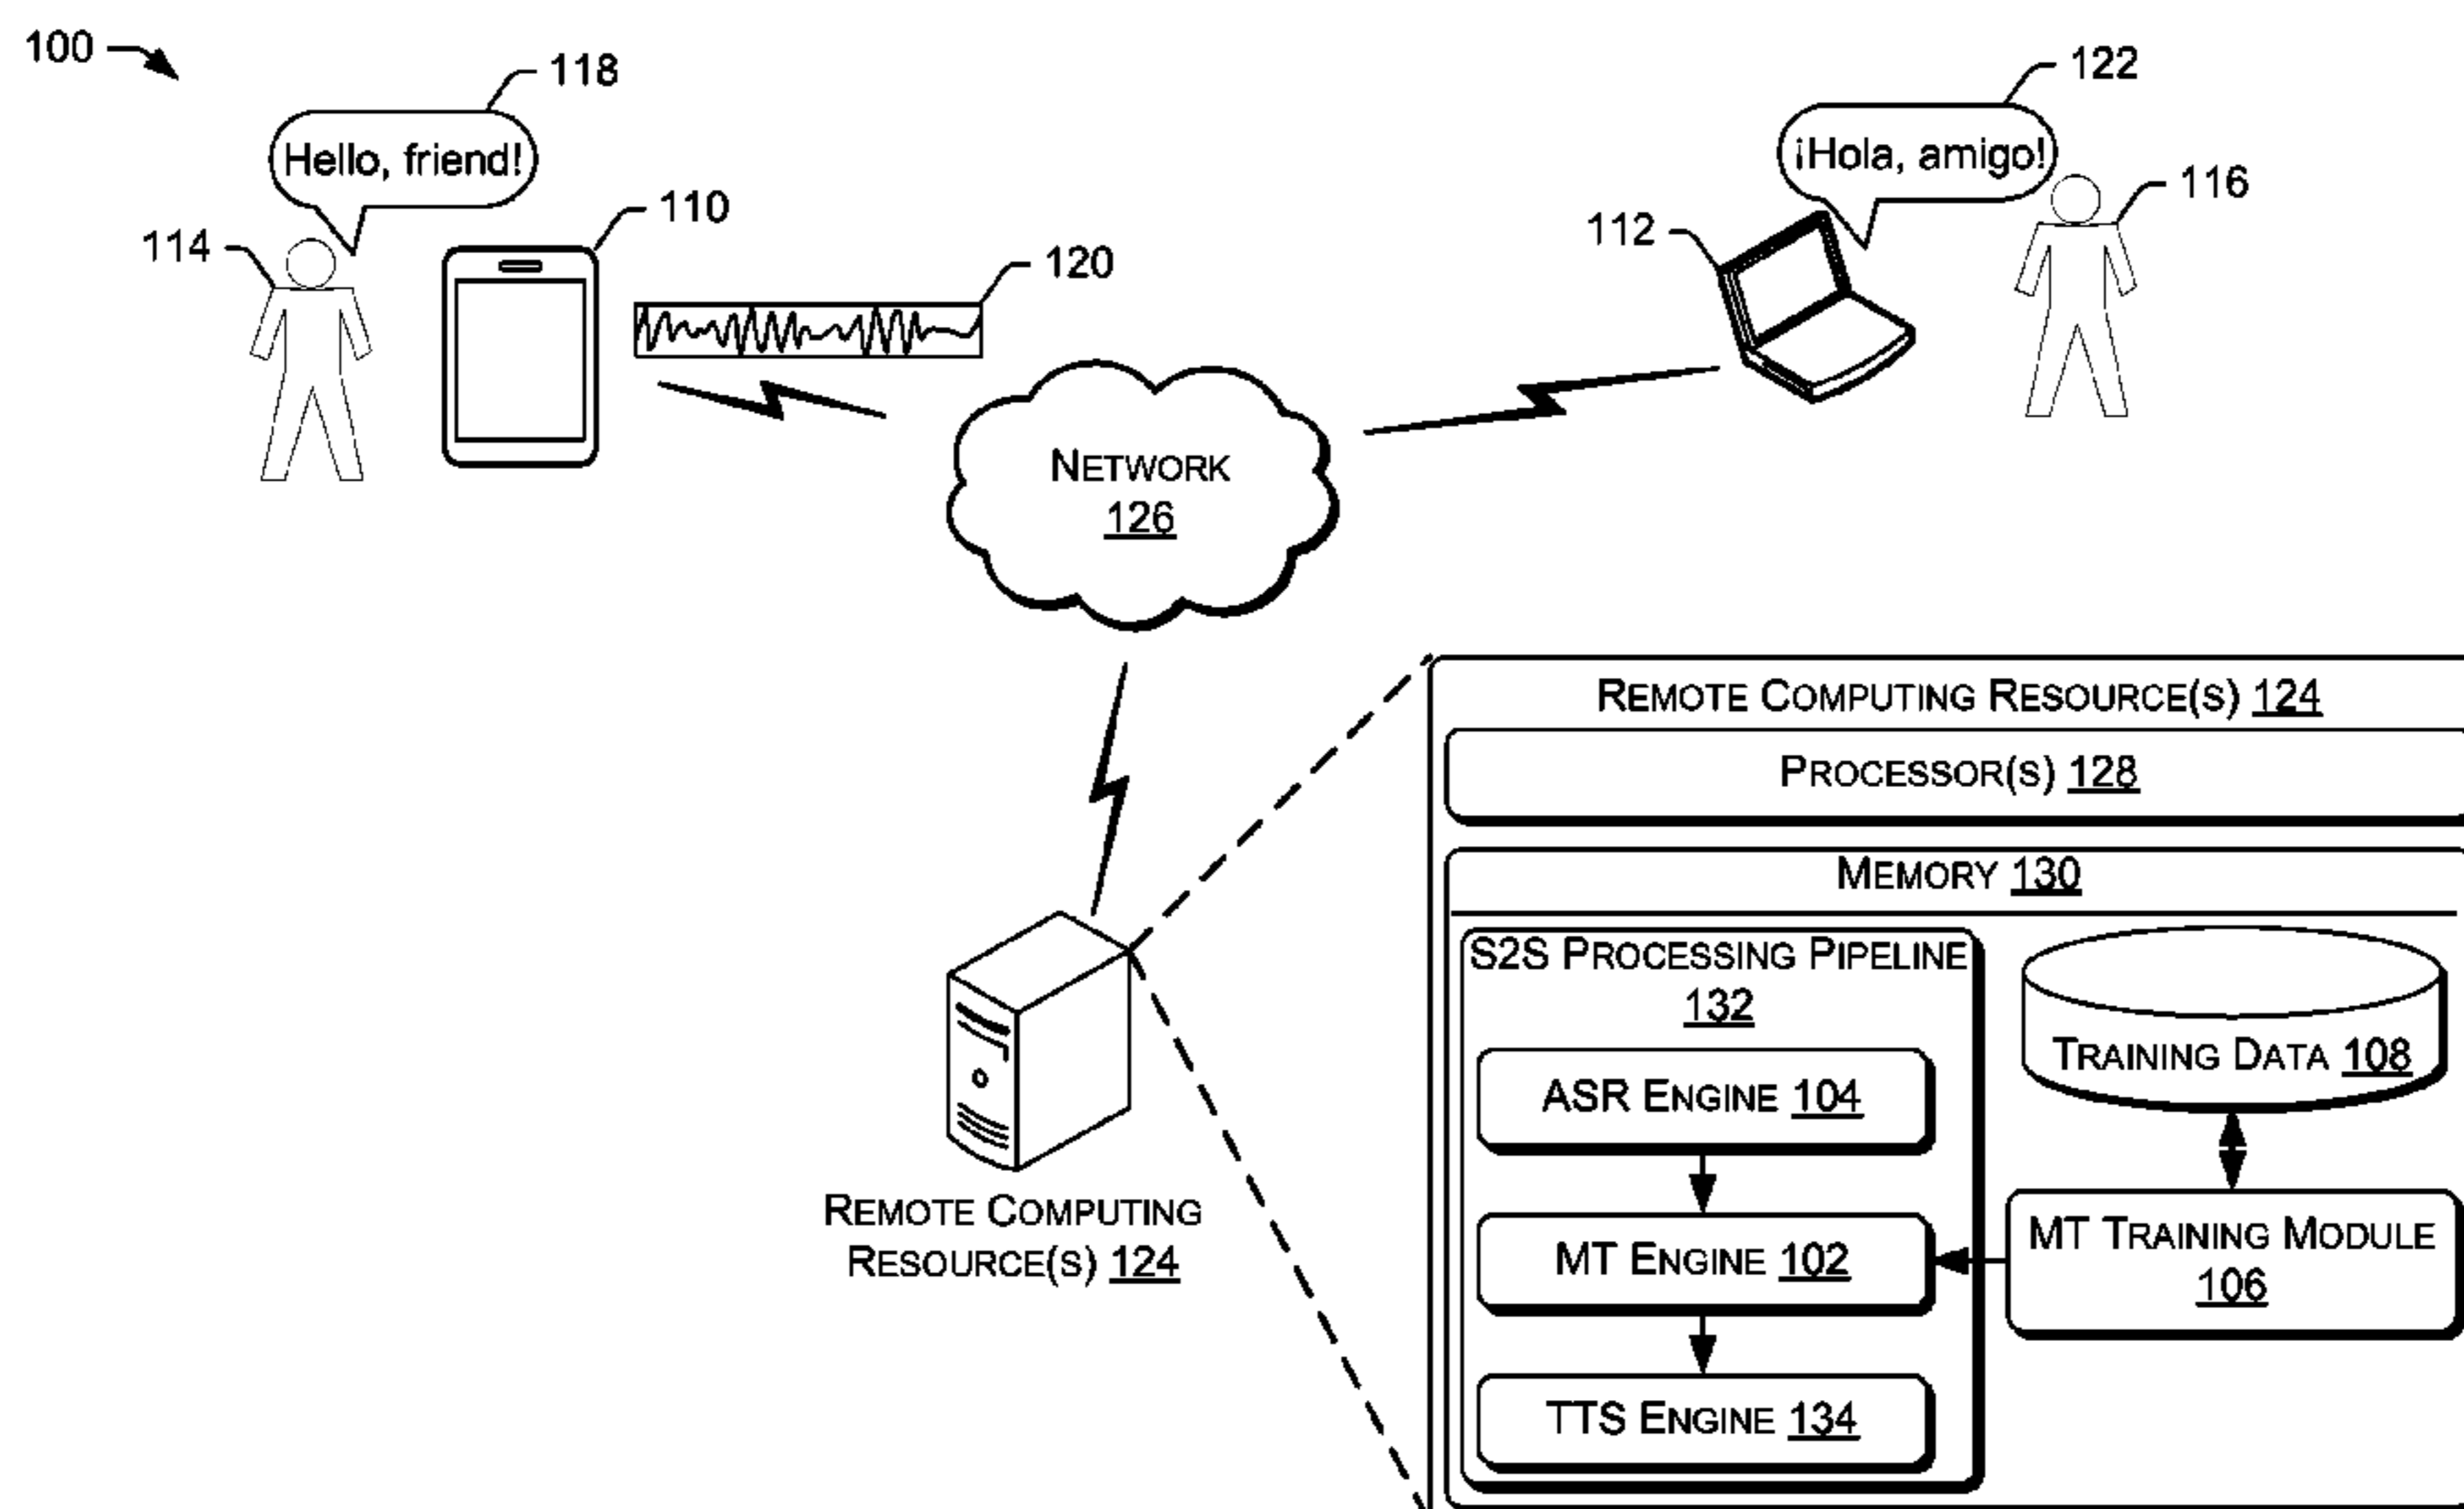 100
118
Hello, friend!
114
110
120
122
¡Hola, amigo!
116
112
NETWORK
126
REMOTE COMPUTING RESOURCE(S) 124
PROCESSOR(S) 128
MEMORY 130
S2S PROCESSING PIPELINE
132
ASR ENGINE 104
MT ENGINE 102
TTS ENGINE 134
TRAINING DATA 108
MT TRAINING MODULE
106
REMOTE COMPUTING
RESOURCE(S) 124